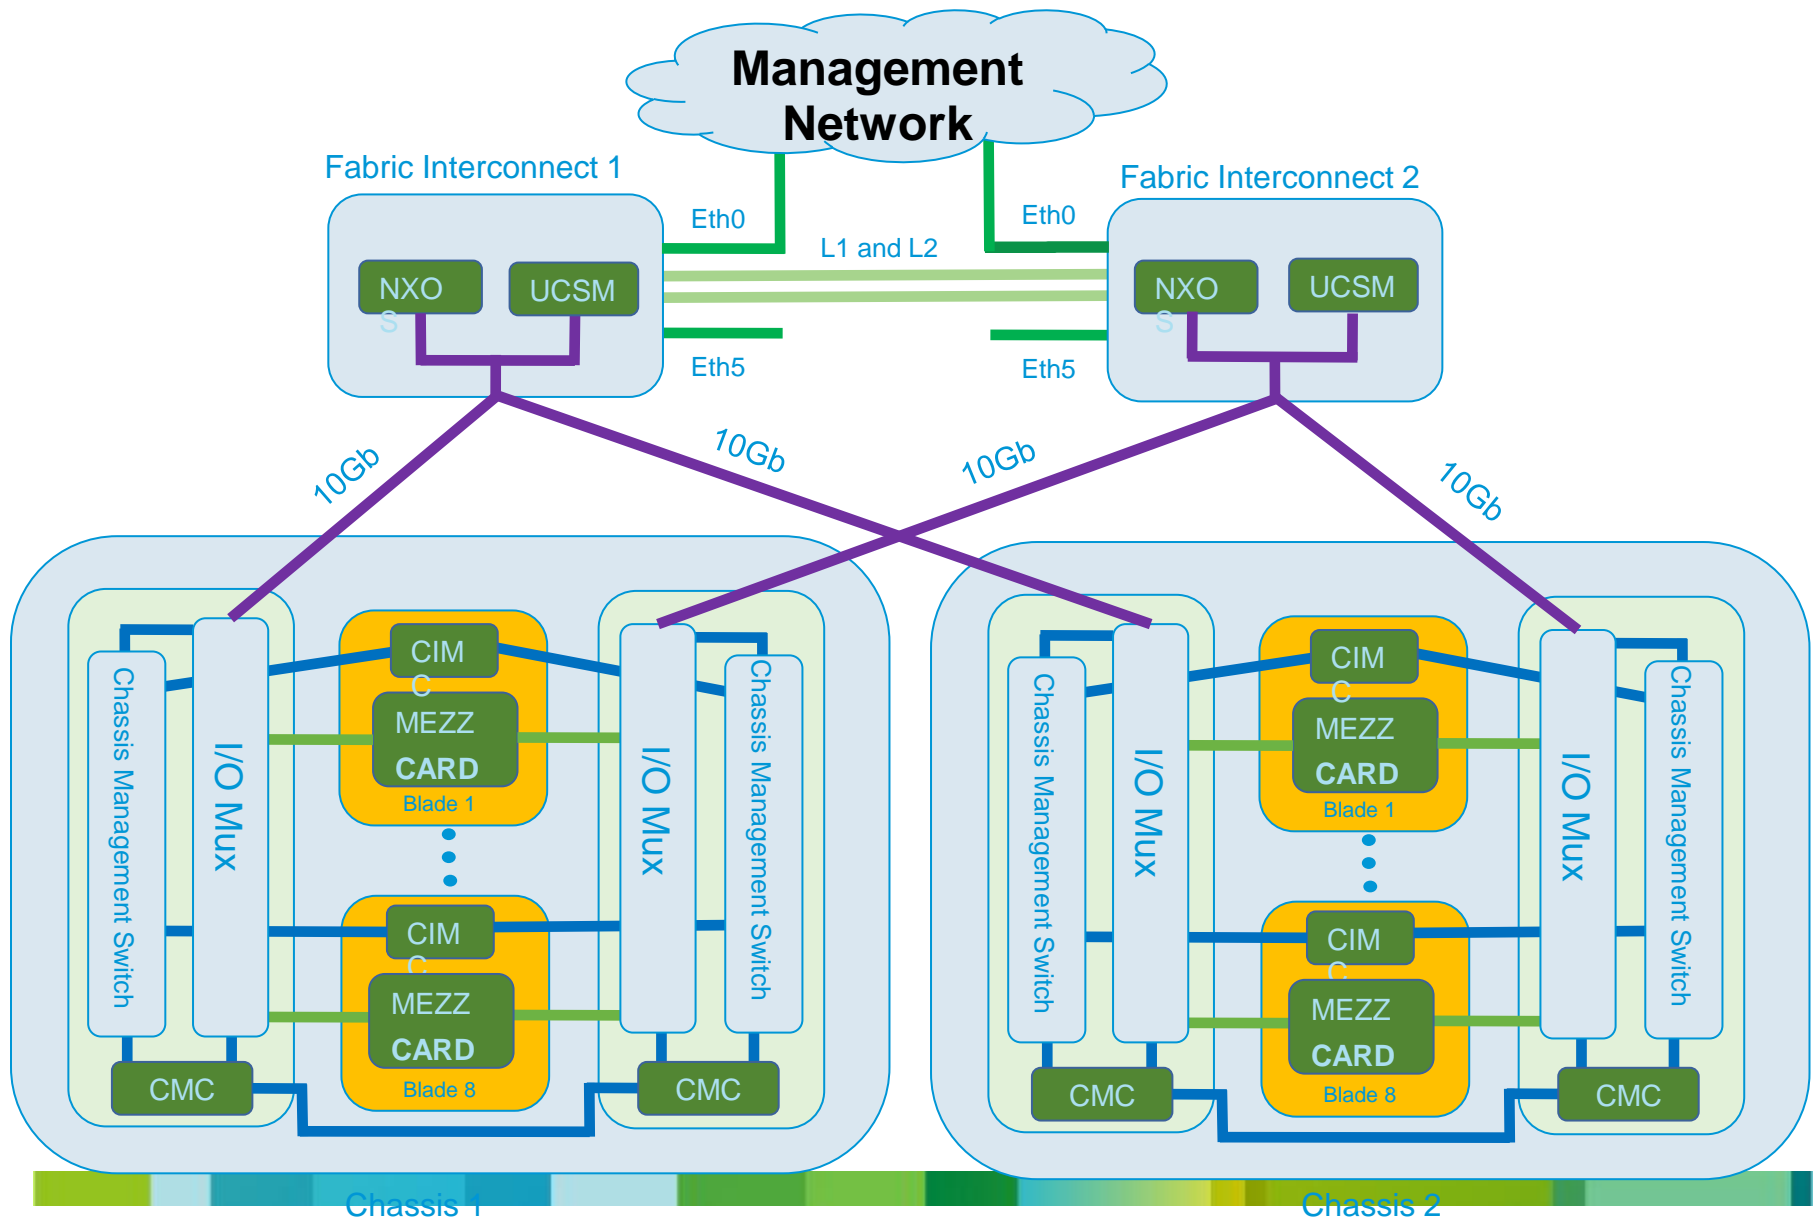 Management
Network
Fabric Interconnect 1
Fabric Interconnect 2
Eth0
Eth0
L1 and L2
NXO
S
UCSM
NXO
S
UCSM
Eth5
Eth5
10Gb
10Gb
10Gb
10Gb
Chassis Management Switch
I/O Mux
CIM
C
MEZZ
CARD
Blade 1
CIM
C
MEZZ
CARD
Blade 8
I/O Mux
Chassis Management Switch
CMC
CMC
Chassis Management Switch
I/O Mux
CIM
C
MEZZ
CARD
Blade 1
CIM
C
MEZZ
CARD
Blade 8
I/O Mux
Chassis Management Switch
CMC
CMC
Chassis 1
Chassis 2